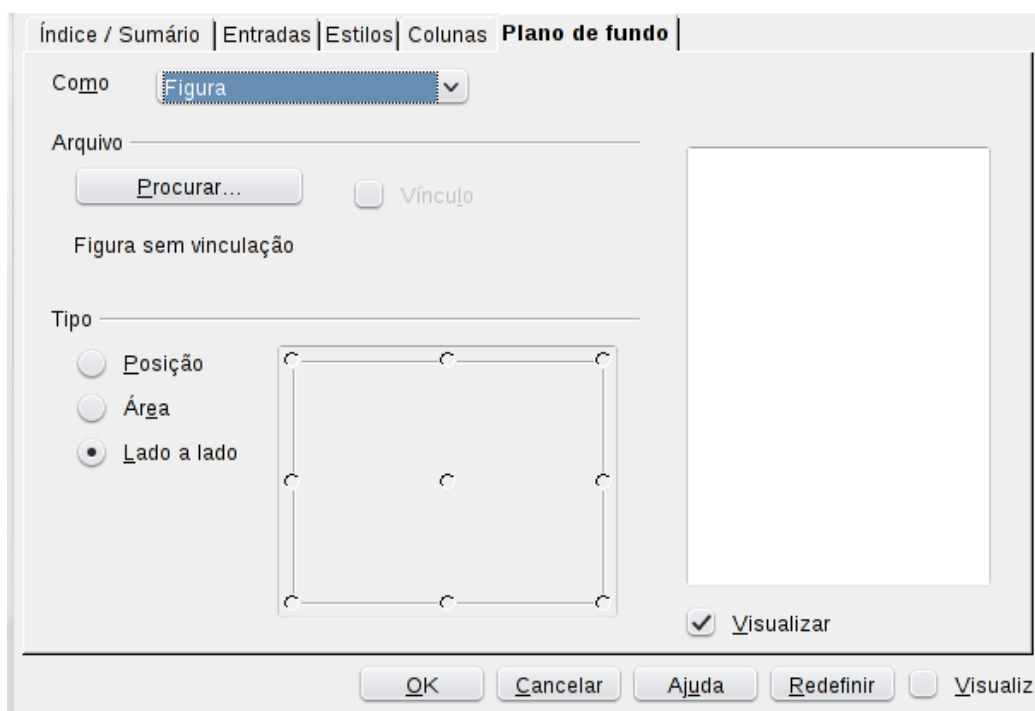 Índice / Sumário Entradas Estilos Colunas Plano de fundo
Como Figura
Arquivo
Procurar... Vínculo
Figura sem vinculação
Tipo
Posição
Área
Lado a lado
Visualizar
OK Cancelar Ajuda Redefinir Visualiz